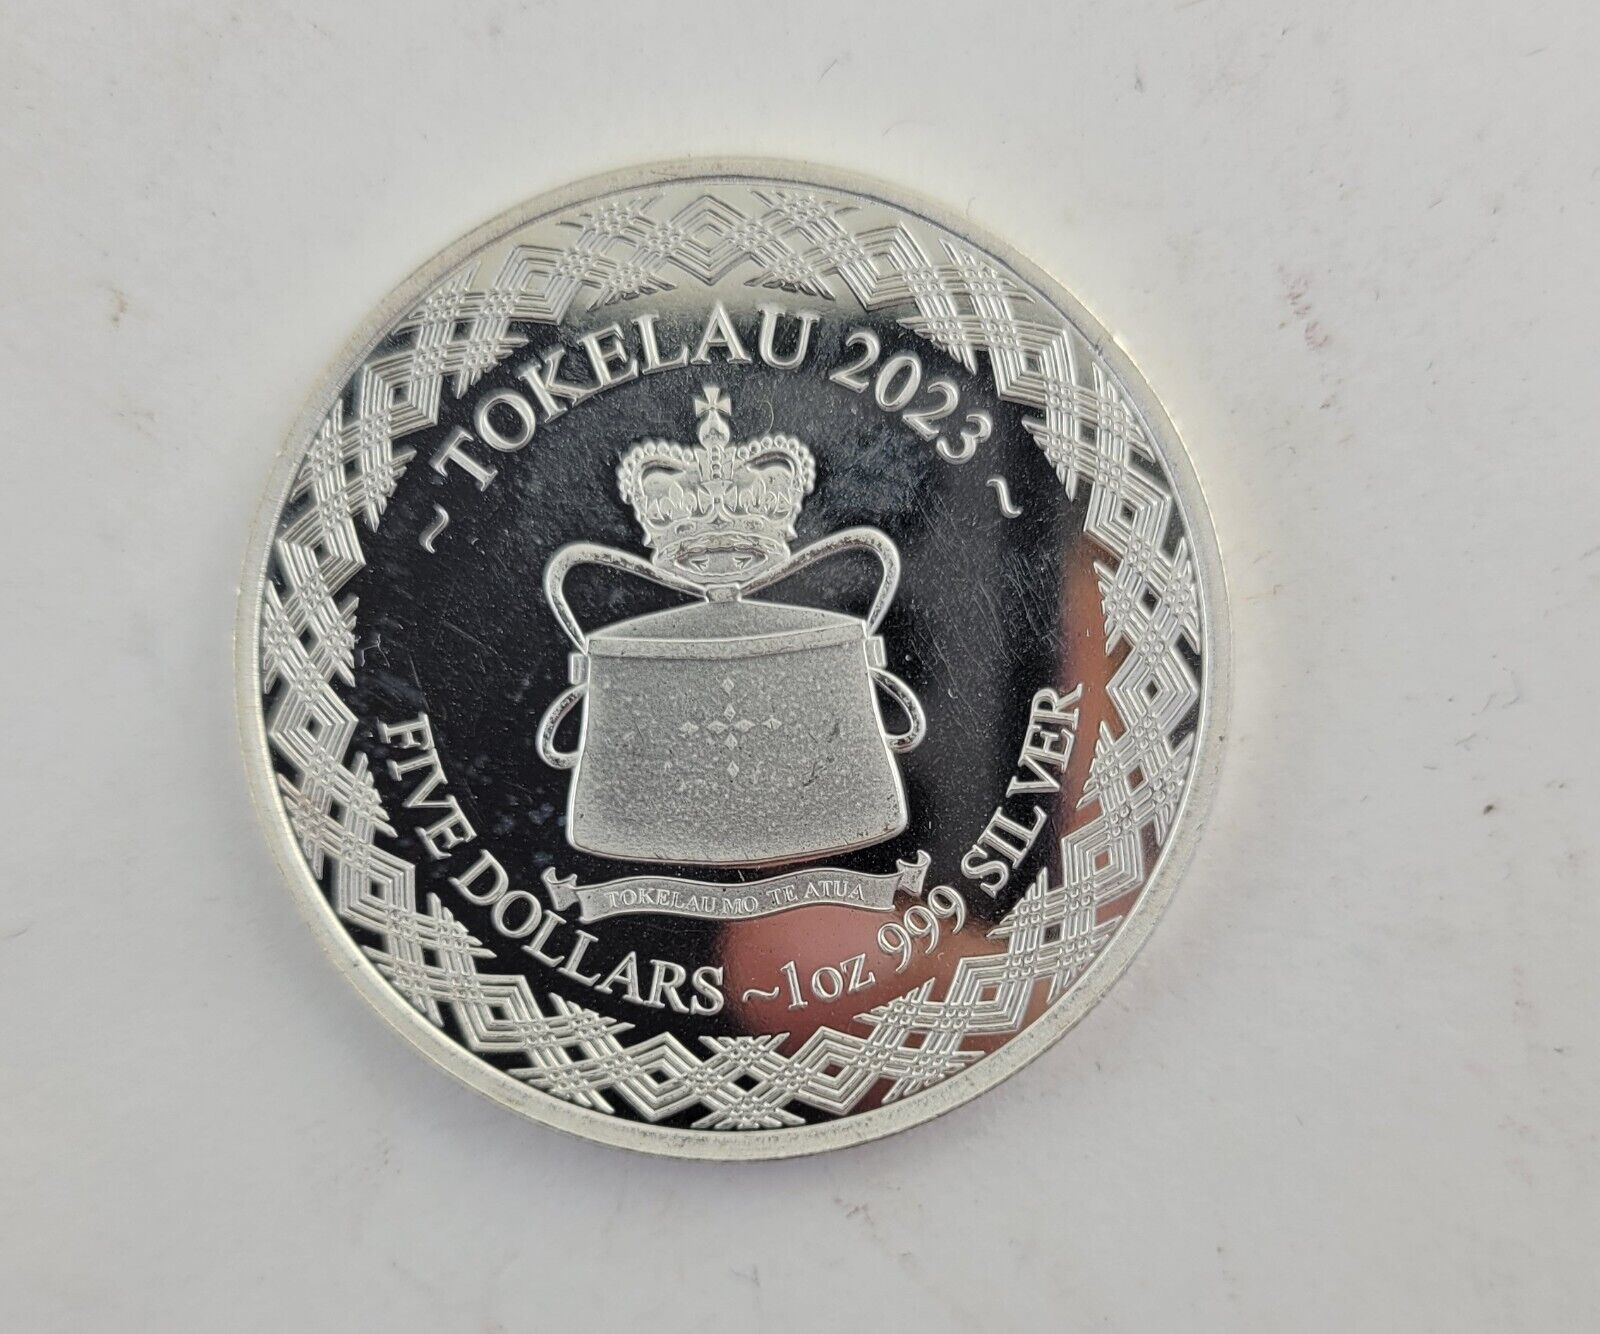 ~ TOKELAU 2023 ~
TOKELAU MO TE ATUA
FIVE DOLLARS ~1oz 999 SILVER